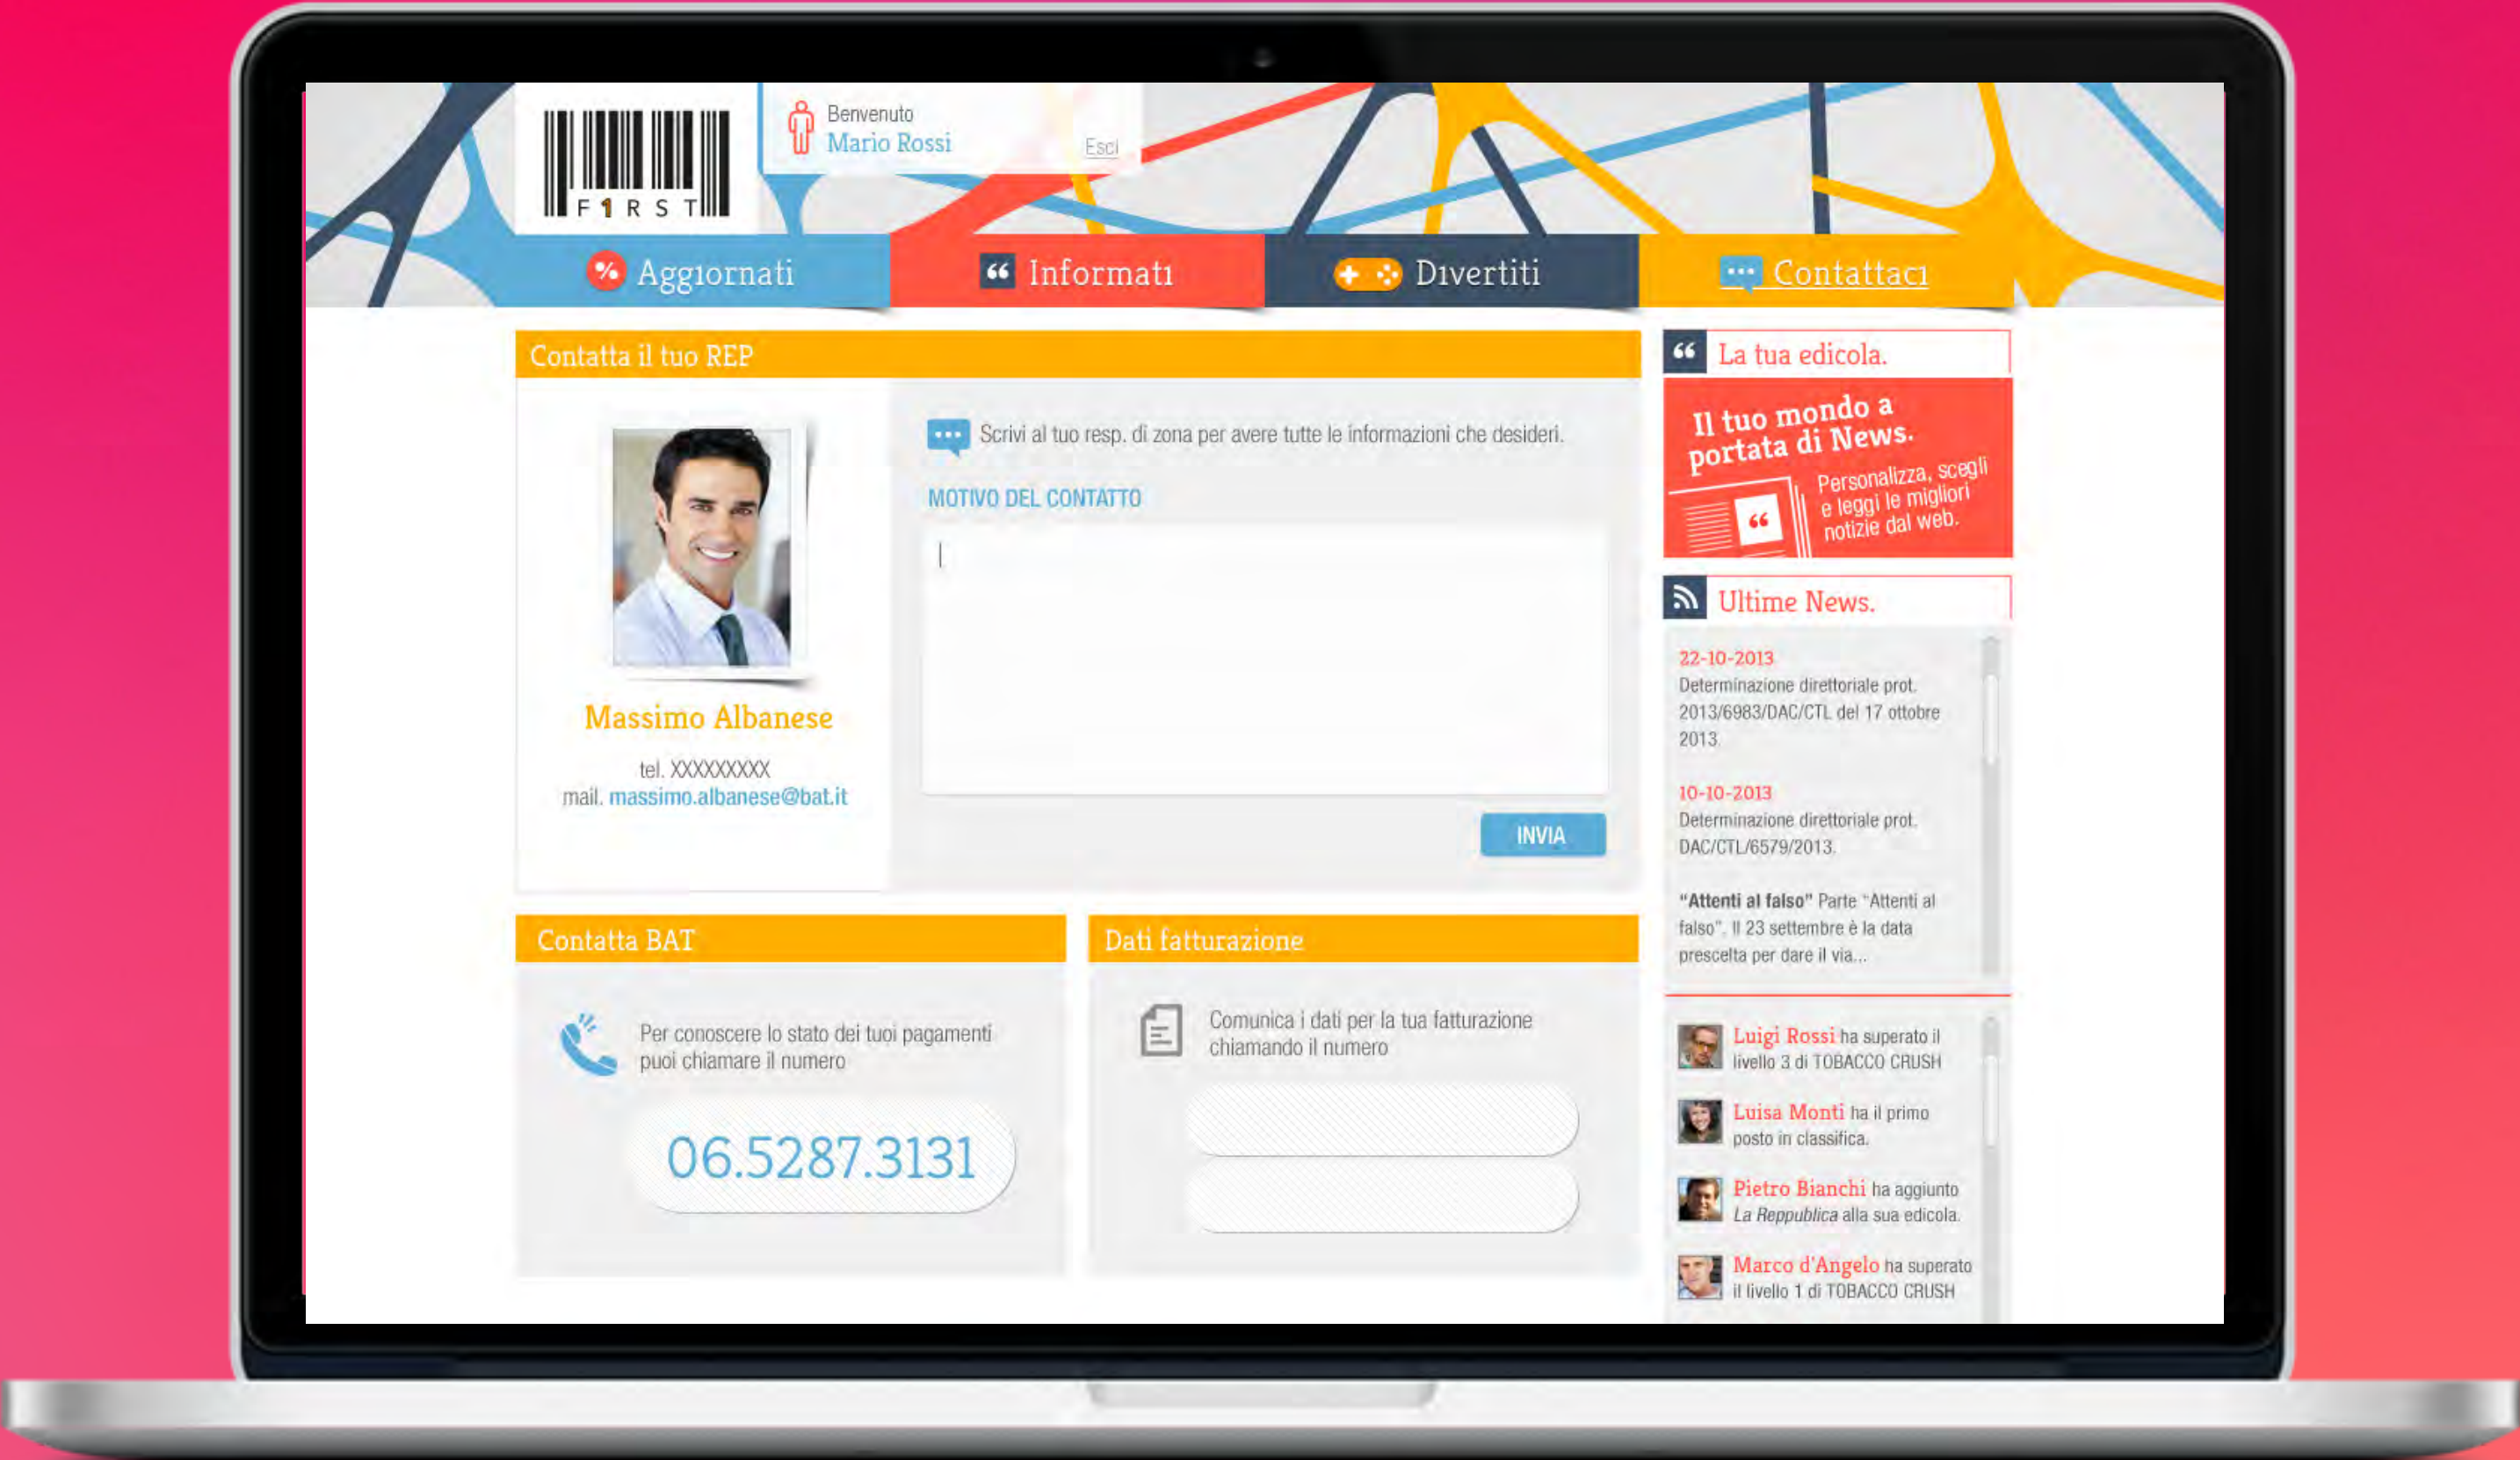 F1RST
Benvenuto
Mario Rossi
Esci
Agg1ornati
Informat1
D1vertiti
Contattac1
Contatta il tuo REP
Massimo Albanese
tel. XXXXXXXXX
mail. massimo.albanese@bat.it
Scrivi al tuo resp. di zona per avere tutte le informazioni che desideri.
MOTIVO DEL CONTATTO
INVIA
Contatta BAT
Per conoscere lo stato dei tuoi pagamenti
puoi chiamare il numero
06.5287.3131
Dati fatturazione
Comunica i dati per la tua fatturazione
chiamando il numero
La tua edicola.
Il tuo mondo a
portata di News.
Personalizza, scegli
e leggi le migliori
notizie dal web.
Ultime News.
22-10-2013
Determinazione direttoriale prot.
2013/6983/DAC/CTL del 17 ottobre
2013.
10-10-2013
Determinazione direttoriale prot.
DAC/CTL/6579/2013.
“Attenti al falso” Parte “Attenti al
falso”. Il 23 settembre è la data
prescelta per dare il via...
Luigi Rossi ha superato il
livello 3 di TOBACCO CRUSH
Luisa Monti ha il primo
posto in classifica.
Pietro Bianchi ha aggiunto
La Reppublica alla sua edicola.
Marco d'Angelo ha superato
il livello 1 di TOBACCO CRUSH